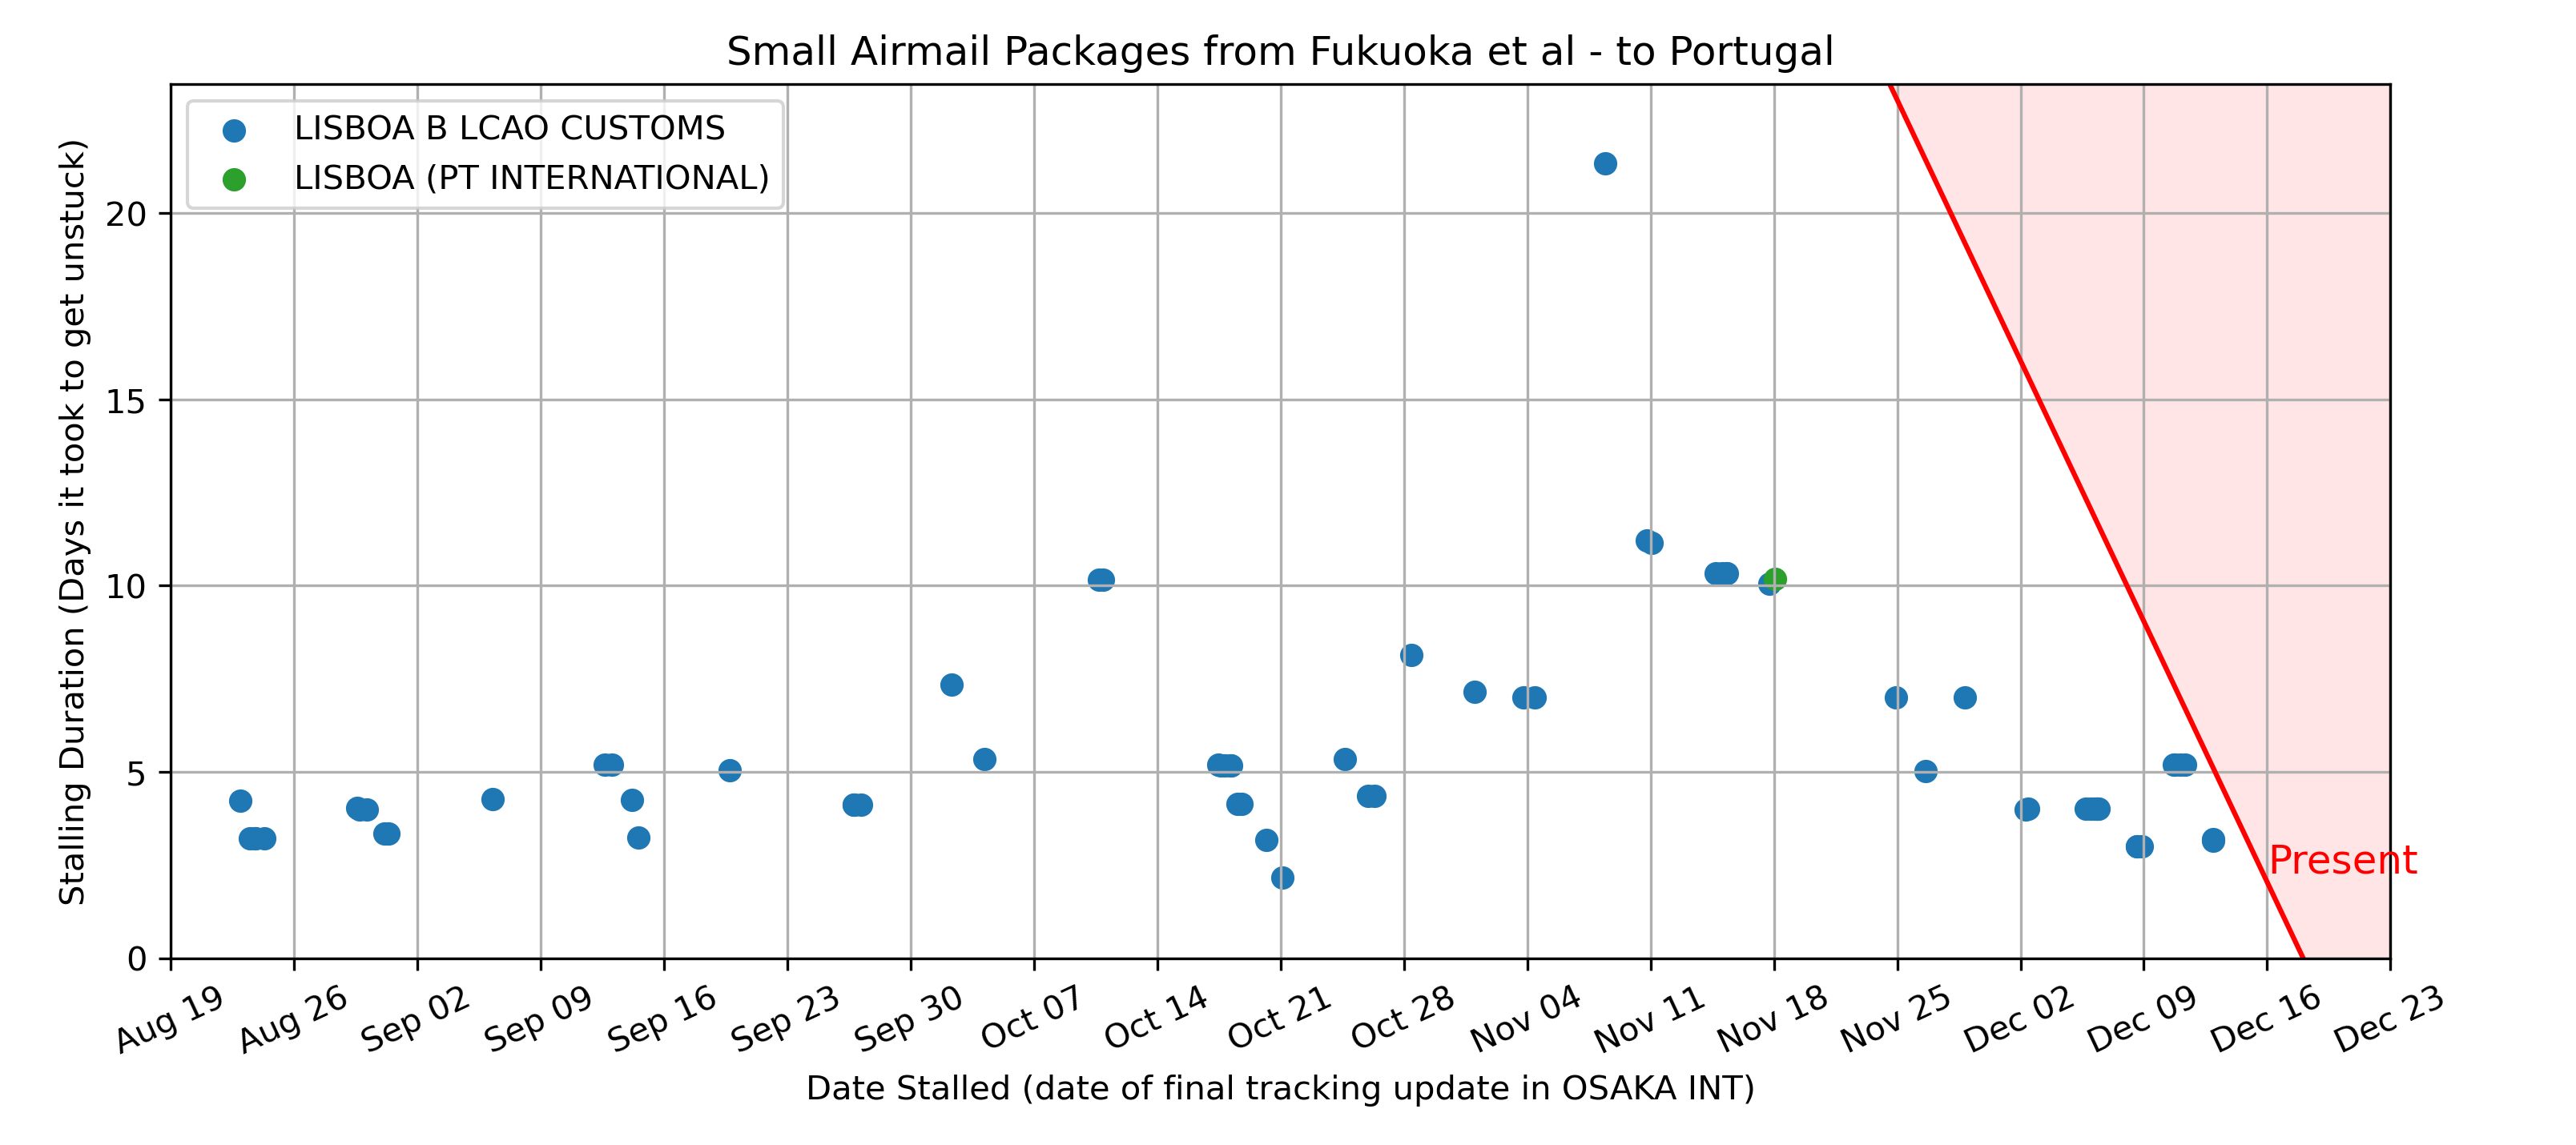 Small Airmail Packages from Fukuoka et al - to Portugal
LISBOA B LCAO CUSTOMS
LISBOA (PT INTERNATIONAL)
Stalling Duration (Days it took to get unstuck)
20
15
10
5
0
Present
Aug 19
Aug 26
Sep 02
Sep 09
Sep 16
Sep 23
Sep 30
Oct 07
Oct 14
Oct 21
Oct 28
Nov 04
Nov 11
Nov 18
Nov 25
Dec 02
Dec 09
Dec 16
Dec 23
Date Stalled (date of final tracking update in OSAKA INT)